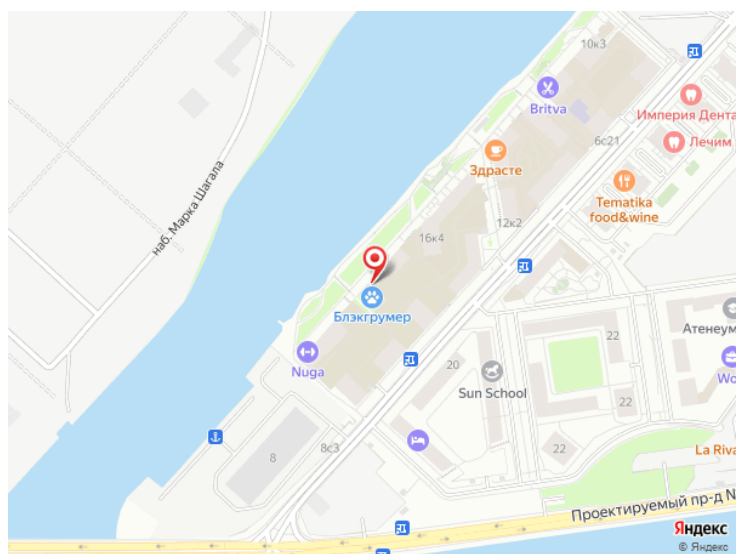 10к3
Britva
Империя Дента
6с21
Лечим
Здрасте
Tematika
food&wine
наб. Марка Шагала
12к2
16к4
Блэкгрумер
Nuga
22
Атенеум
20
Sun School
Wo
22
22
8с3
8
La Riva
Проектируемый пр-д N
Яндекс
© Яндекс